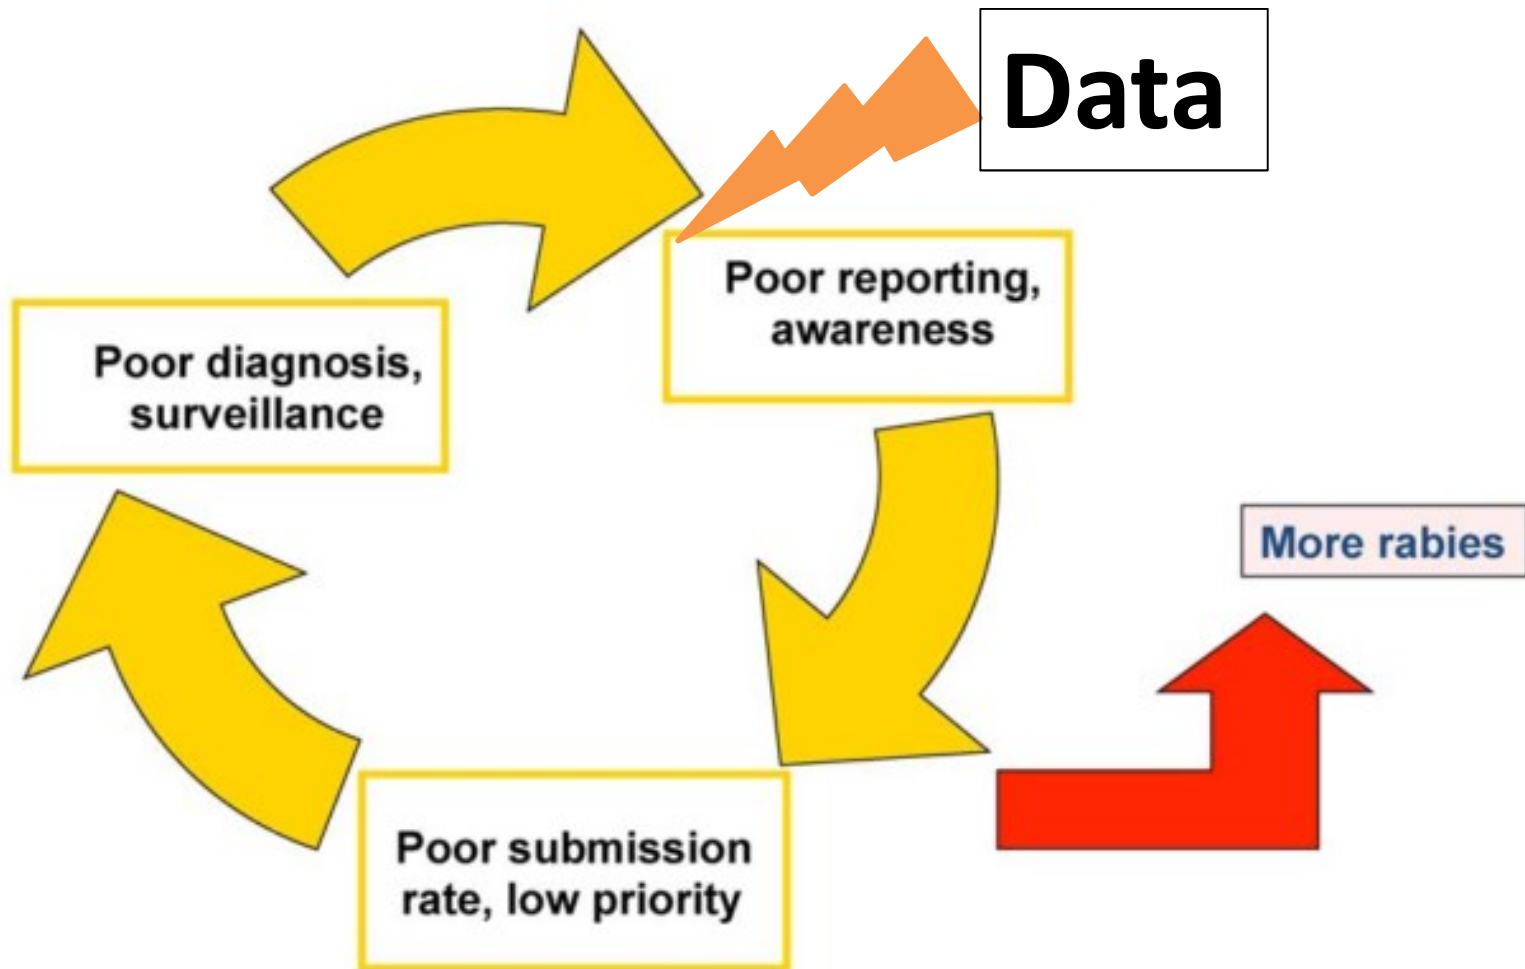 Data
Poor reporting,
awareness
Poor diagnosis,
surveillance
More rabies
Poor submission
rate, low priority